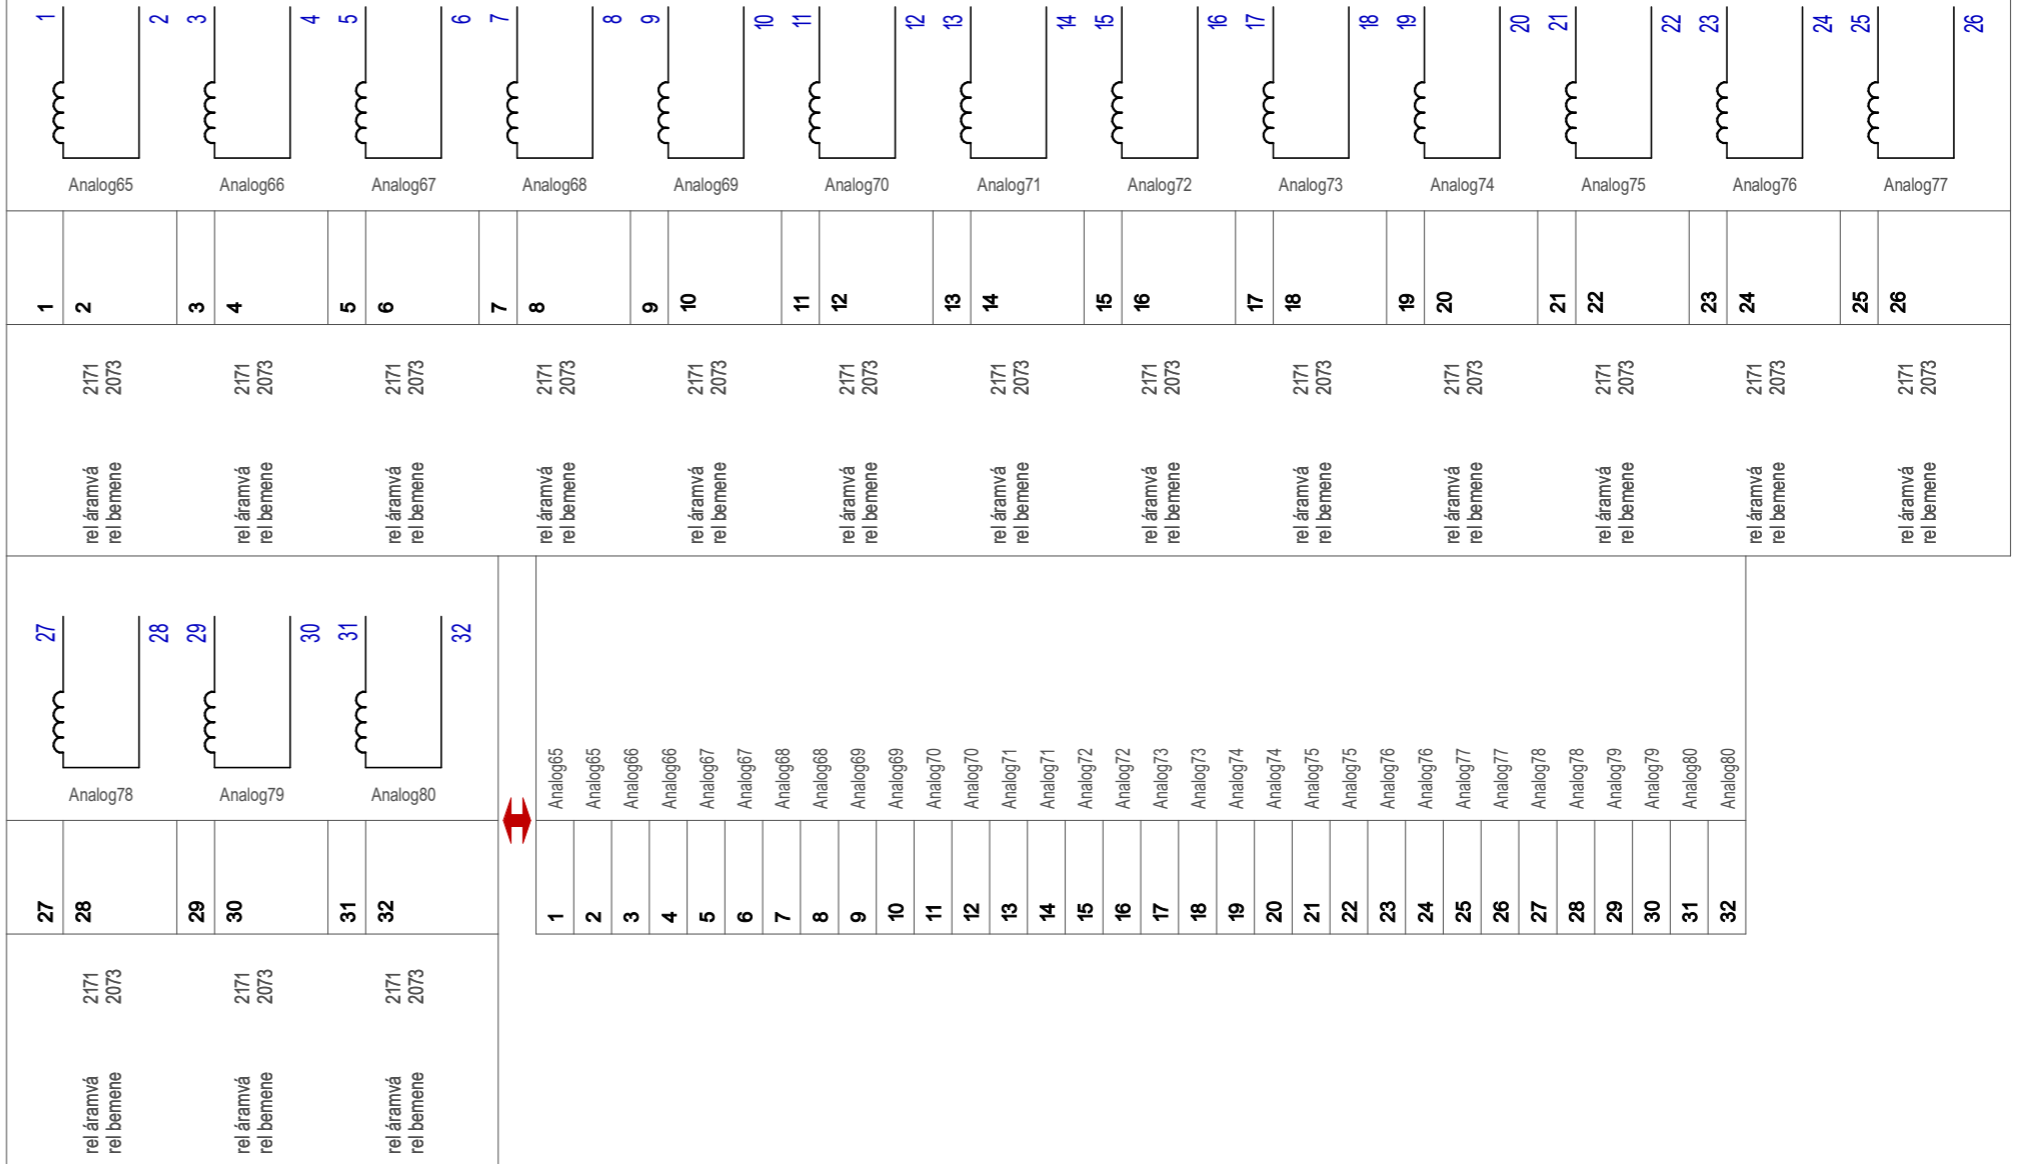 1 2 3 4 5 6 7 8 9 10 11 12 13 14 15 16 17 18 19 20 21 22 23 24 25 26
Analog65 Analog66 Analog67 Analog68 Analog69 Analog70 Analog71 Analog72 Analog73 Analog74 Analog75 Analog76 Analog77
1 2 3 4 5 6 7 8 9 10 11 12 13 14 15 16 17 18 19 20 21 22 23 24 25 26
2171 2171 2171 2171 2171 2171 2171 2171 2171 2171 2171 2171 2171
2073 2073 2073 2073 2073 2073 2073 2073 2073 2073 2073 2073 2073
rel áramvá rel áramvá rel áramvá rel áramvá rel áramvá rel áramvá rel áramvá rel áramvá rel áramvá rel áramvá rel áramvá rel áramvá rel áramvá
rel bemene rel bemene rel bemene rel bemene rel bemene rel bemene rel bemene rel bemene rel bemene rel bemene rel bemene rel bemene rel bemene
27 28 29 30 31 32
Analog78 Analog79 Analog80
27 28 29 30 31 32
2171 2171 2171
2073 2073 2073
rel áramvá rel áramvá rel áramvá
rel bemene rel bemene rel bemene
Analog65 Analog65 Analog66 Analog66 Analog67 Analog67 Analog68 Analog68 Analog69 Analog69 Analog70 Analog70 Analog71 Analog71 Analog72 Analog72 Analog73 Analog73 Analog74 Analog74 Analog75 Analog75 Analog76 Analog76 Analog77 Analog77 Analog78 Analog78 Analog79 Analog79 Analog80 Analog80
1 2 3 4 5 6 7 8 9 10 11 12 13 14 15 16 17 18 19 20 21 22 23 24 25 26 27 28 29 30 31 32